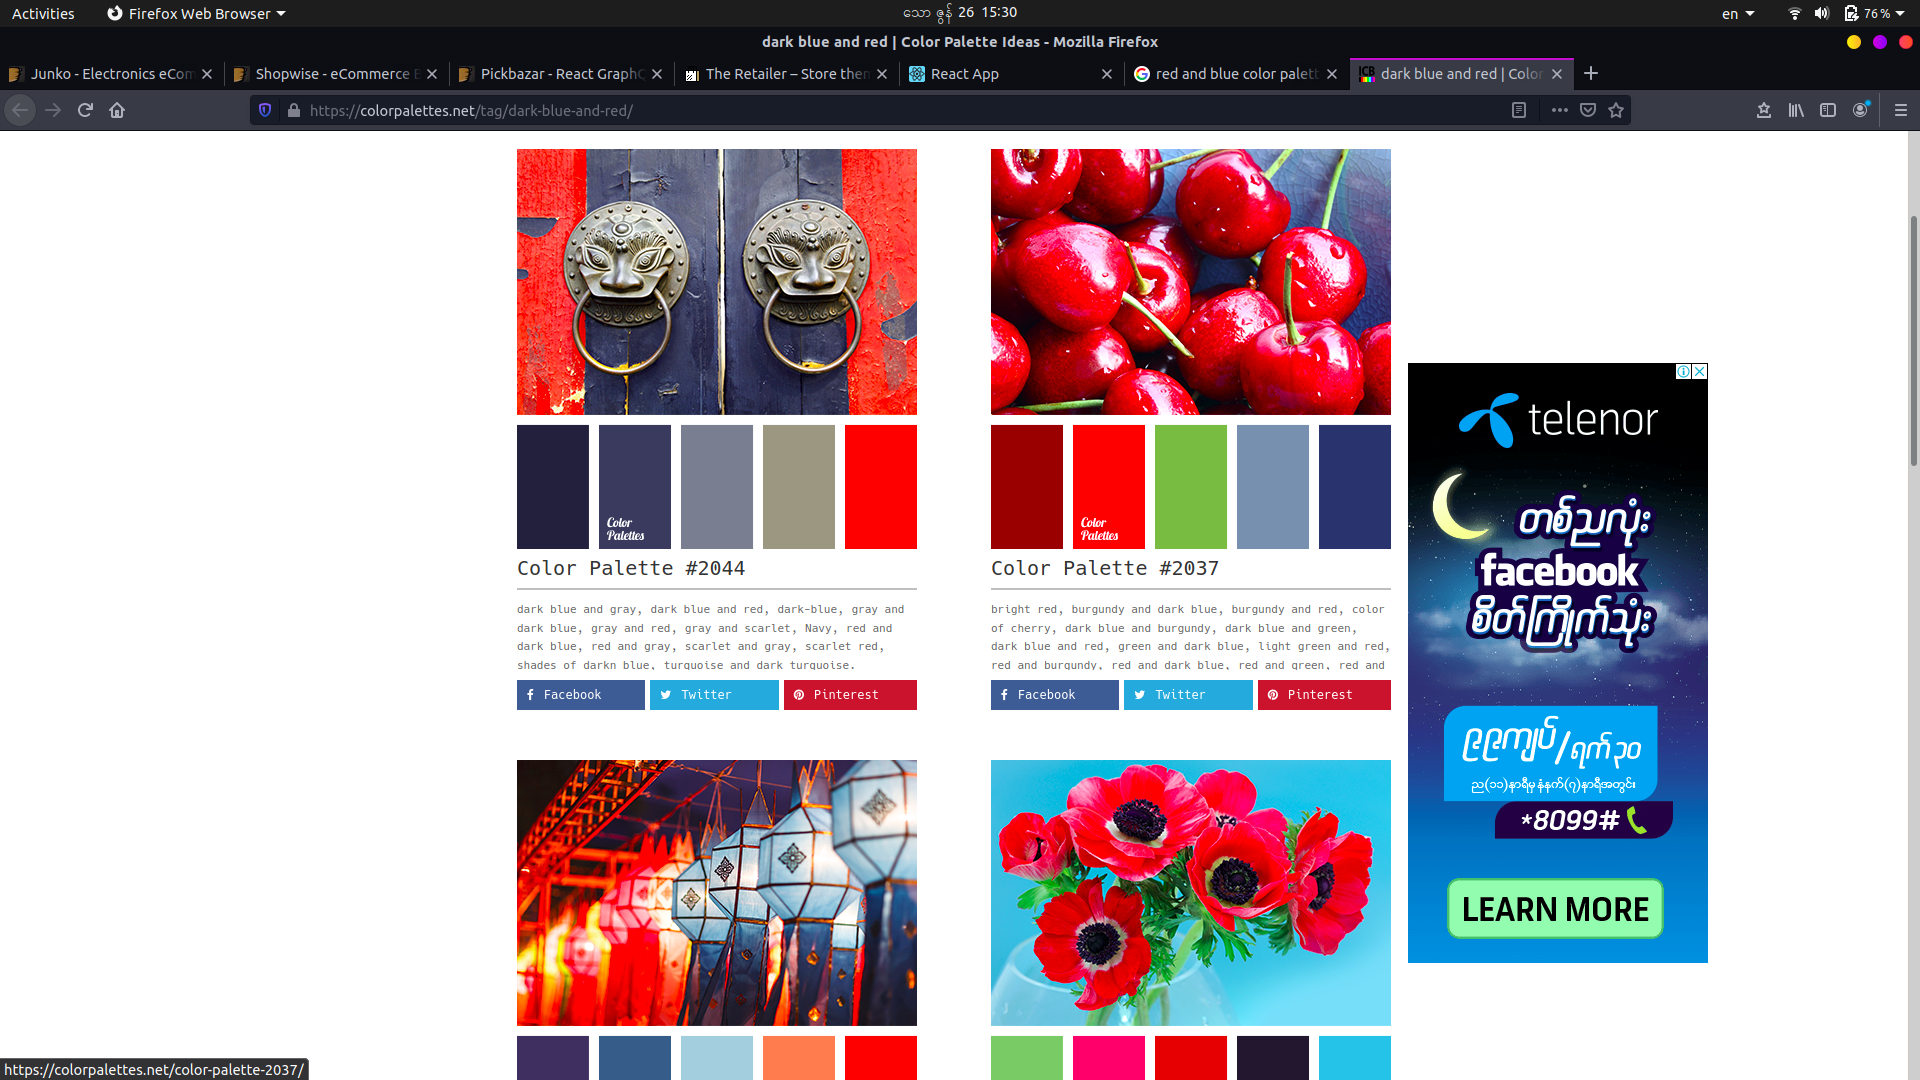 Activities
Firefox Web Browser
သော ဇွန် 26 15:30
en
76%
dark blue and red | Color Palette Ideas - Mozilla Firefox
Junko - Electronics eCom
Shopwise - eCommerce
Pickbazar - React Graph
The Retailer – Store the
React App
red and blue color palet
dark blue and red | Color
https://colorpalettes.net/tag/dark-blue-and-red/
Color
Palettes
Color Palette #2044
dark blue and gray, dark blue and red, dark-blue, gray and
dark blue, gray and red, gray and scarlet, Navy, red and
dark blue, red and gray, scarlet and gray, scarlet red,
shades of darkn blue, turquoise and dark turquoise.
Facebook
Twitter
Pinterest
Color
Palettes
Color Palette #2037
bright red, burgundy and dark blue, burgundy and red, color
of cherry, dark blue and burgundy, dark blue and green,
dark blue and red, green and dark blue, light green and red,
red and burgundy, red and dark blue, red and green, red and
Facebook
Twitter
Pinterest
telenor
တစ်ညလုံး
facebook
စိတ်ကြိုက်သုံး
၉၉ကျပ်/ရက်၃၀
ည(၁၁)နာရီမှ နံနက်(၇)နာရီအတွင်း
*8099#
LEARN MORE
https://colorpalettes.net/color-palette-2037/